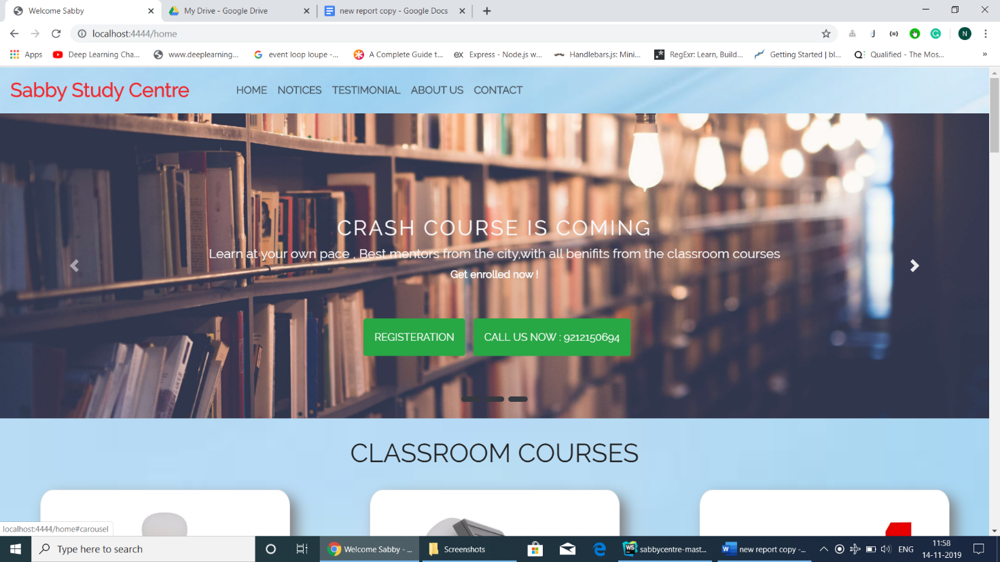 Welcome Sabby
My Drive - Google Drive
new report copy - Google Docs
localhost:4444/home
N
Apps
Deep Learning Cha...
www.deeplearning...
event loop loupe -...
A Complete Guide t...
ex Express - Node.js w...
Handlebars.js: Mini...
RegExr: Learn, Build...
Getting Started | bl...
Qualified - The Mos...
Sabby Study Centre
HOME NOTICES TESTIMONIAL ABOUT US CONTACT
CRASH COURSE IS COMING
Learn at your own pace , Best mentors from the city,with all benifits from the classroom courses
Get enrolled now !
REGISTERATION
CALL US NOW : 9212150694
CLASSROOM COURSES
localhost:4444/home#carousel
Type here to search
Welcome Sabby - ...
Screenshots
WS sabbycentre-mast...
new report copy -...
ENG
11:58
14-11-2019